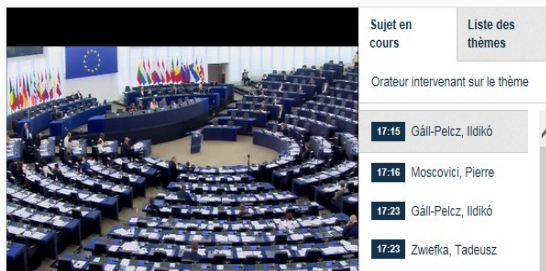 Sujet en
cours
Liste des
thèmes
Orateur intervenant sur le thème
17:15 Gáll-Pelcz, Ildikó
17:16 Moscovici, Pierre
17:23 Gáll-Pelcz, Ildikó
17:23 Zwiefka, Tadeusz